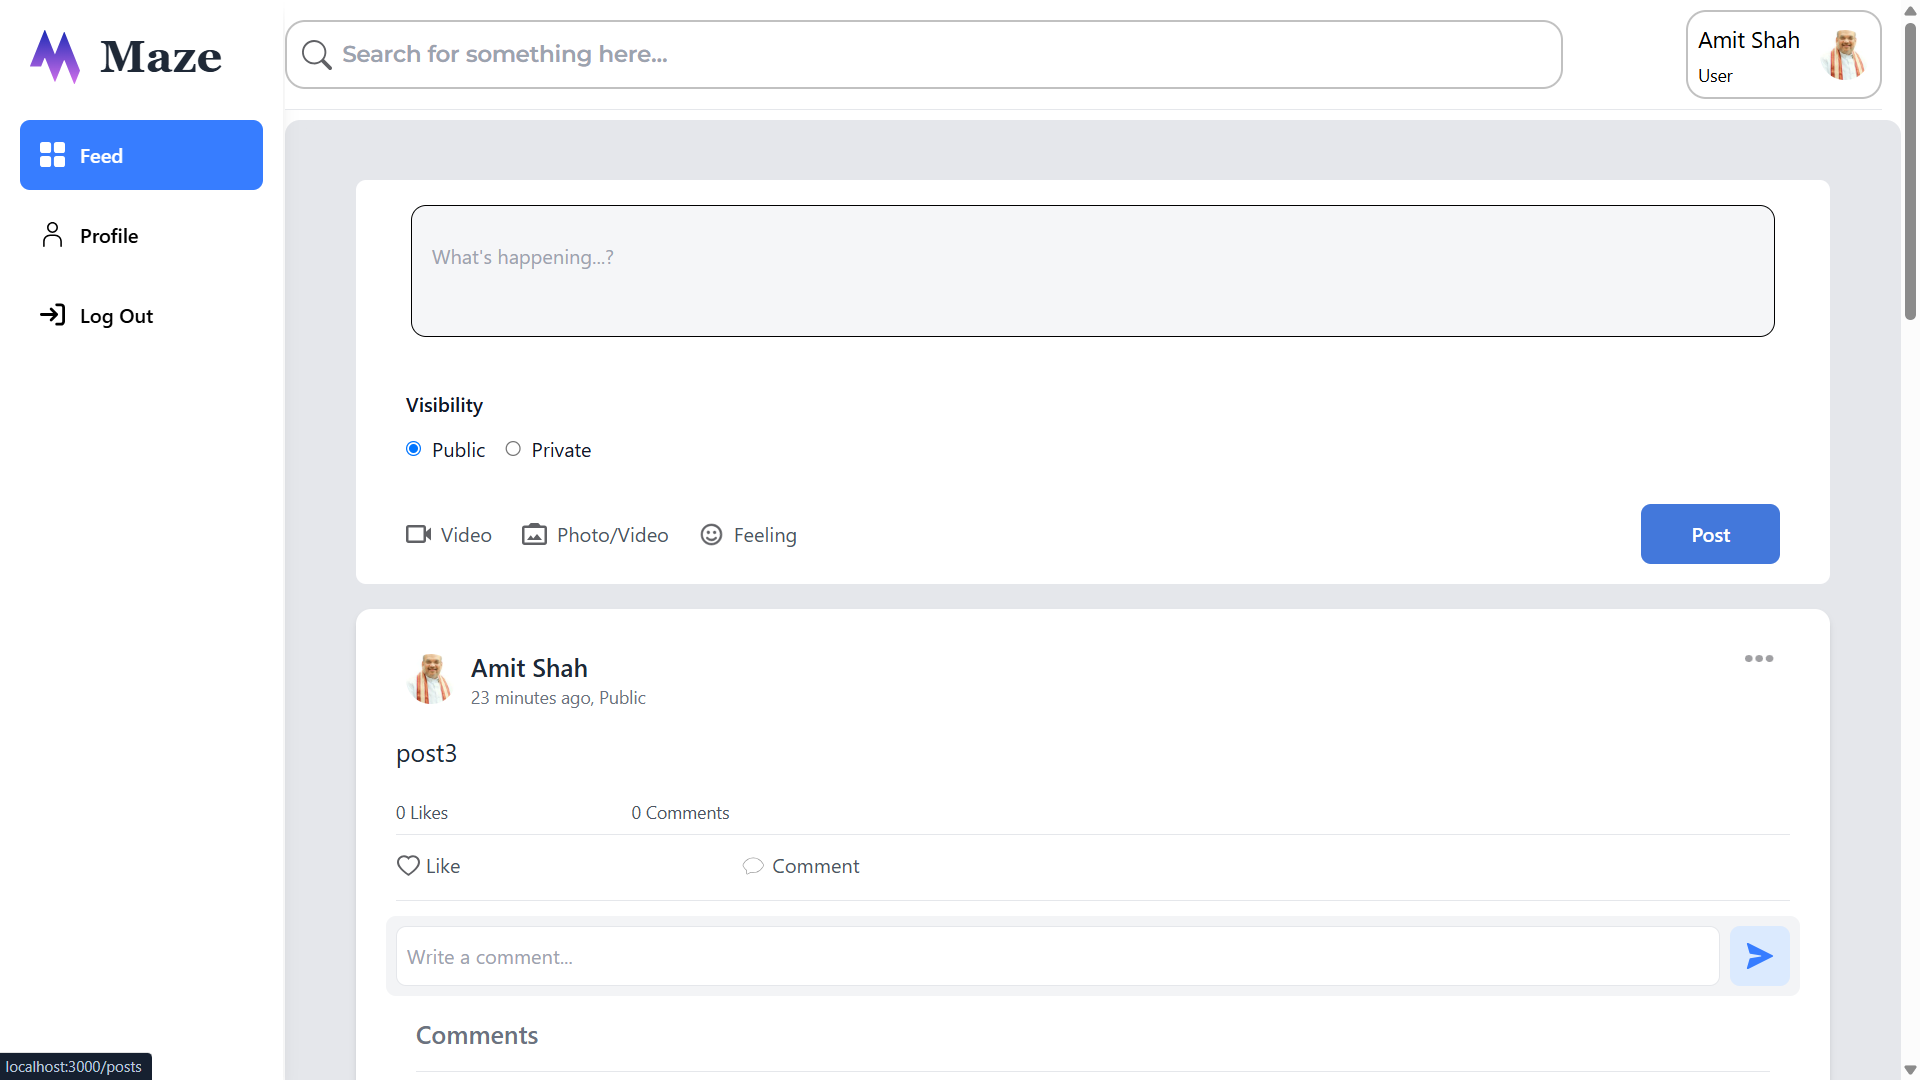 Maze
Search for something here...
Amit Shah
User
Feed
Profile
Log Out
What's happening...?
Visibility
Public Private
Video Photo/Video Feeling Post
Amit Shah
23 minutes ago, Public
post3
0 Likes 0 Comments
Like Comment
Write a comment...
Comments
localhost:3000/posts